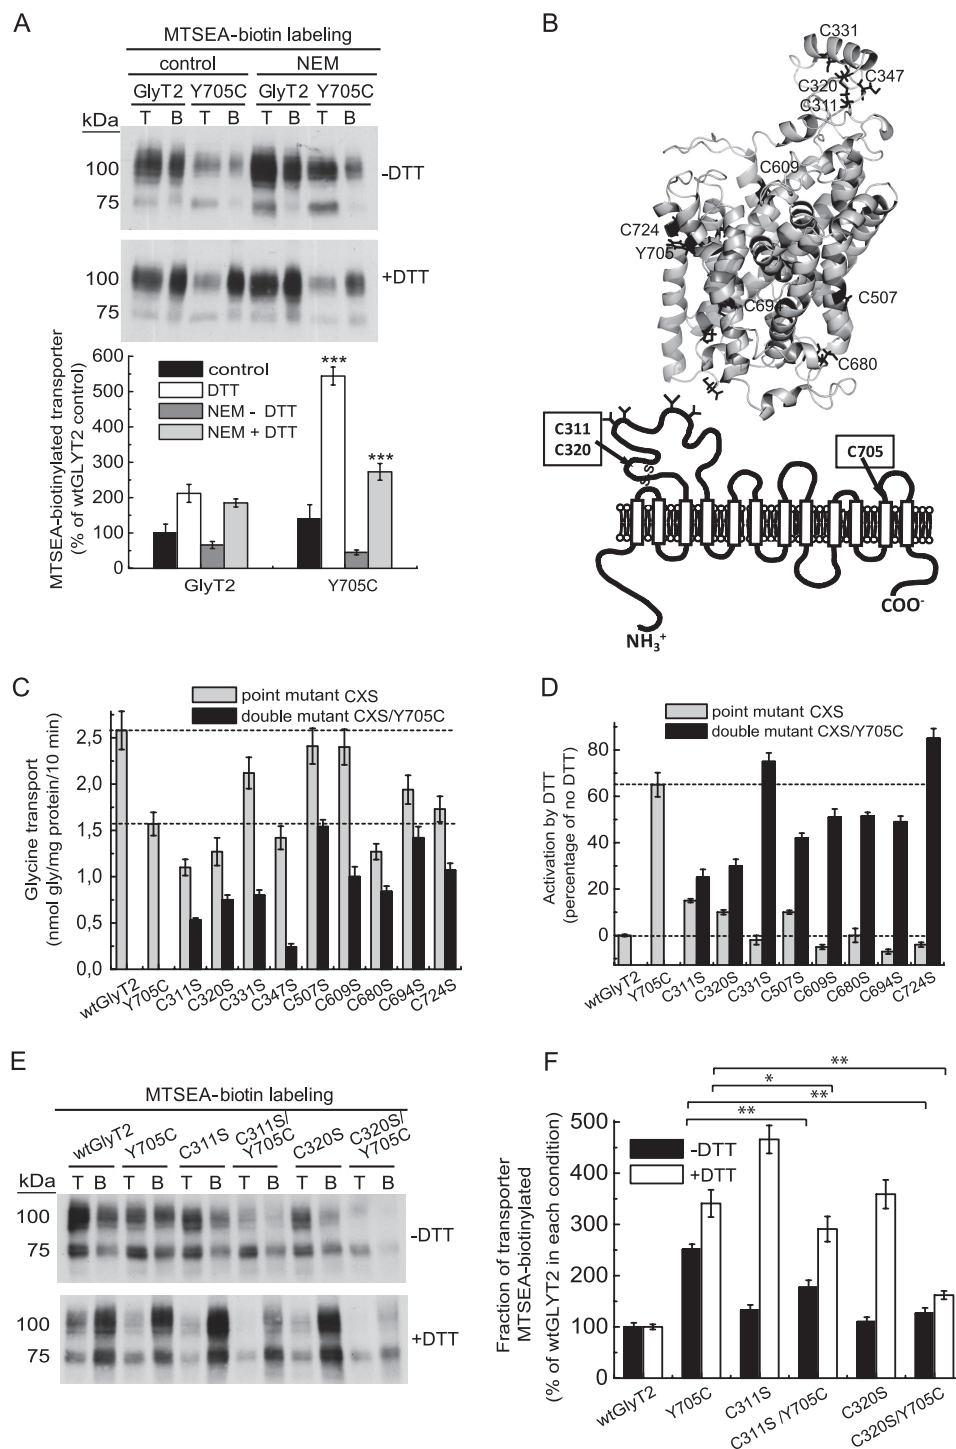 A
MTSEA-biotin labeling
control NEM
GlyT2 Y705C GlyT2 Y705C
kDa T B T B T B T B
100
75
-DTT
100
75
+DTT
MTSEA-biotinylated transporter
(% of wtGLYT2 control)
600
500
400
300
200
100
0
control
DTT
NEM - DTT
NEM + DTT
***
***
GlyT2 Y705C
B
C331
C347
C320
C311
C609
C724
Y705
C694
C507
C680
C311
C320
S-S
C705
NH3+
COO-
C
point mutant CXS
double mutant CXS/Y705C
Glycine transport
(nmol gly/mg protein/10 min)
2,5
2,0
1,5
1,0
0,5
0,0
wtGlyT2 Y705C C311S C320S C331S C347S C507S C609S C680S C694S C724S
D
point mutant CXS
double mutant CXS/Y705C
Activation by DTT
(percentage of no DTT)
80
60
40
20
0
wtGlyT2 Y705C C311S C320S C331S C507S C609S C680S C694S C724S
E
MTSEA-biotin labeling
wtGlyT2 Y705C C311S C311S/Y705C C320S C320S/Y705C
kDa T B T B T B T B T B T B
100
75
-DTT
100
75
+DTT
F
**
*
**
**
-DTT
+DTT
Fraction of transporter
MTSEA-biotinylated
(% of wtGLYT2 in each condition)
500
400
300
200
100
0
wtGlyT2 Y705C C311S C311S /Y705C C320S C320S/Y705C